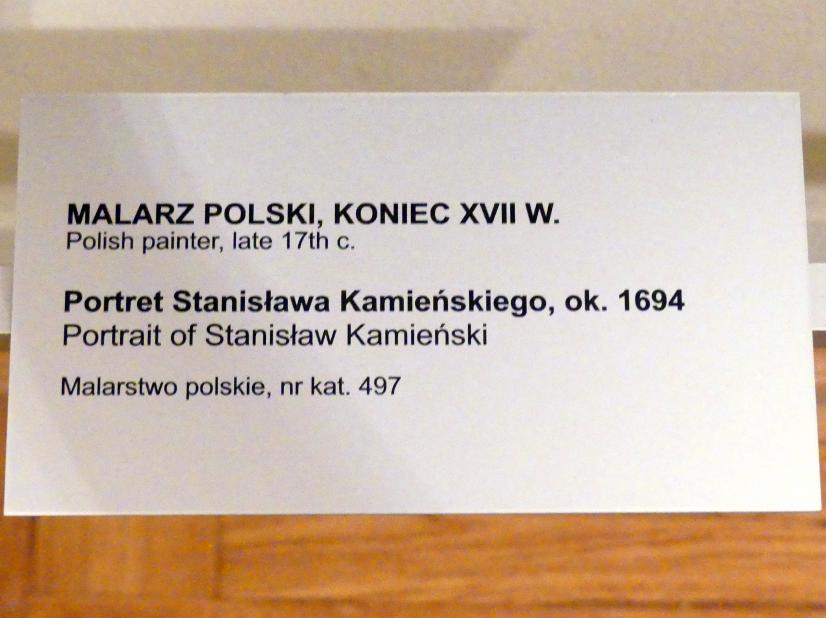 MALARZ POLSKI, KONIEC XVII W.
Polish painter, late 17th c.
Portret Stanisława Kamieńskiego, ok. 1694
Portrait of Stanisław Kamieński
Malarstwo polskie, nr kat. 497